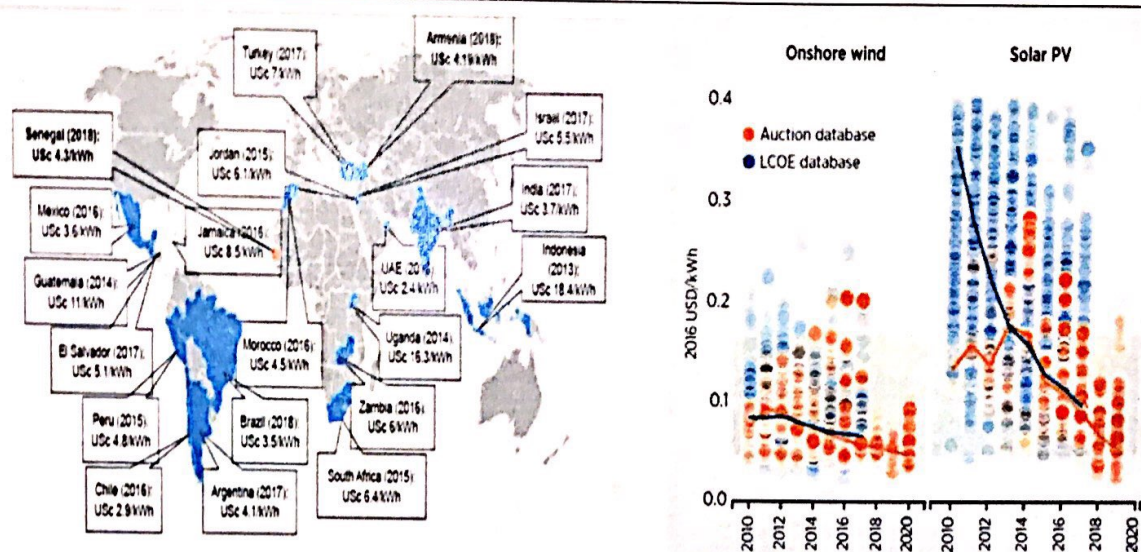 Turkey (2017):
USc 7/kWh
Armenia (2018):
USc 4.19/kWh
Senegal (2018):
USc 4.3/kWh
Jordan (2015):
USc 6.1/kWh
Israel (2017):
USc 5.5/kWh
Mexico (2016):
USc 3.6/kWh
Jamaica (2015):
USc 8.5/kWh
India (2017):
USc 3.7/kWh
Guatemala (2014):
USc 11/kWh
UAE
USc 2.4/kWh
Indonesia
(2013):
USc 18.4/kWh
El Salvador (2017):
USc 5.1/kWh
Morocco (2016):
USc 4.5/kWh
Uganda (2014):
USc 16.3/kWh
Peru (2015):
USc 4.8/kWh
Brazil (2018):
USc 3.5/kWh
Zambia (2016):
USc 6/kWh
Chile (2016):
USc 2.9/kWh
Argentina (2017):
USc 4.1/kWh
South Africa (2015):
USc 6.4/kWh
Onshore wind
Solar PV
Auction database
LCOE database
2016 USD/kWh
0.4
0.3
0.2
0.1
0.0
2010 2012 2014 2016 2018 2020
2010 2012 2014 2016 2018 2020